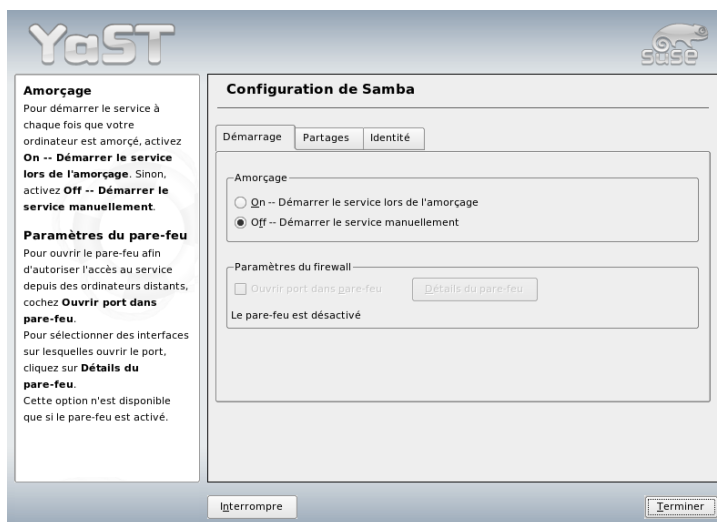 YaST
SUSE
Amorçage
Pour démarrer le service à
chaque fois que votre
ordinateur est amorçé, activez
On -- Démarrer le service
lors de l'amorçage. Sinon,
activez Off -- Démarrer le
service manuellement.
Paramètres du pare-feu
Pour ouvrir le pare-feu afin
d'autoriser l'accès au service
depuis des ordinateurs distants,
cochez Ouvrir port dans
pare-feu.
Pour sélectionner des interfaces
sur lesquelles ouvrir le port,
cliquez sur Détails du
pare-feu.
Cette option n'est disponible
que si le pare-feu est activé.
Configuration de Samba
Démarrage Partages Identité
Amorçage
On -- Démarrer le service lors de l'amorçage
Off -- Démarrer le service manuellement
Paramètres du firewall
Ouvrir port dans pare-feu Détails du pare-feu
Le pare-feu est désactivé
Interrompre Terminer